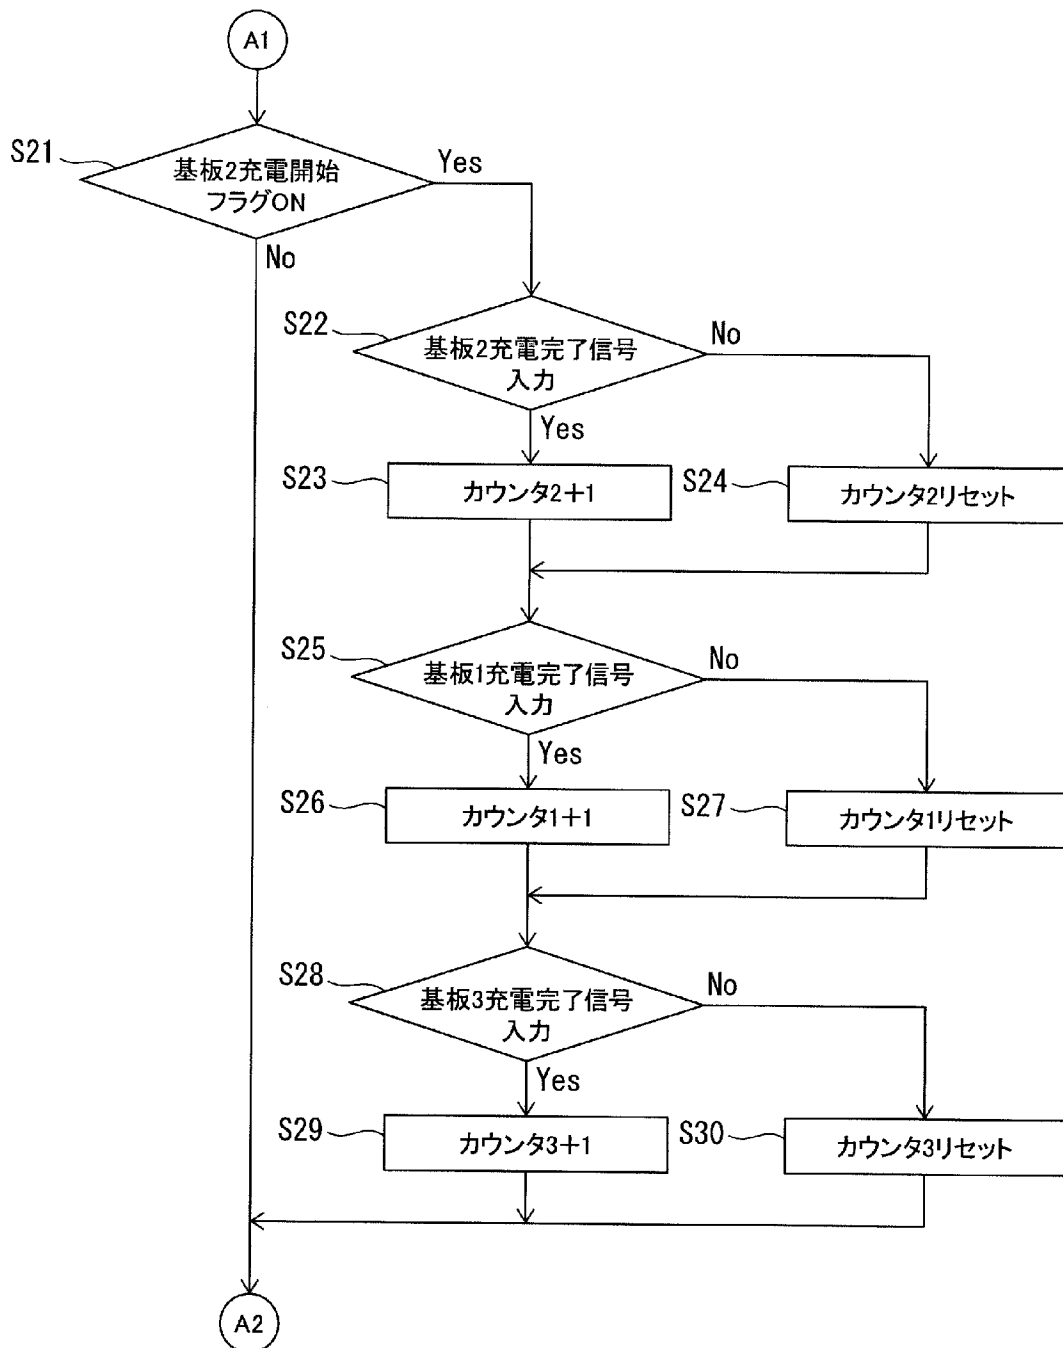 A1
S21
基板2充電開始
フラグON
Yes
No
S22
基板2充電完了信号
入力
No
Yes
S23
カウンタ2+1
S24
カウンタ2リセット
S25
基板1充電完了信号
入力
No
Yes
S26
カウンタ1+1
S27
カウンタ1リセット
S28
基板3充電完了信号
入力
No
Yes
S29
カウンタ3+1
S30
カウンタ3リセット
A2